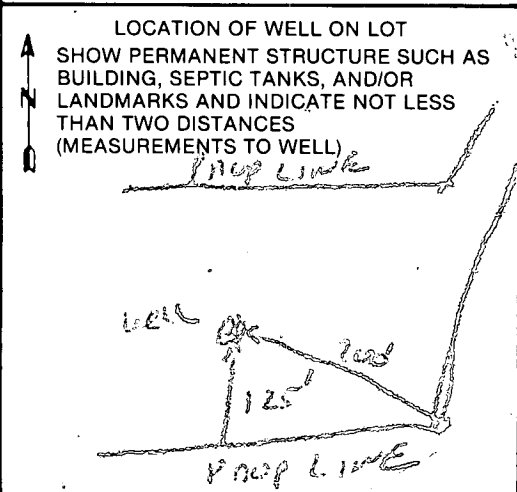 LOCATION OF WELL ON LOT
SHOW PERMANENT STRUCTURE SUCH AS
BUILDING, SEPTIC TANKS, AND/OR
LANDMARKS AND INDICATE NOT LESS
THAN TWO DISTANCES
(MEASUREMENTS TO WELL)
N
PROP LINE
WELL
125'
PROP LINE